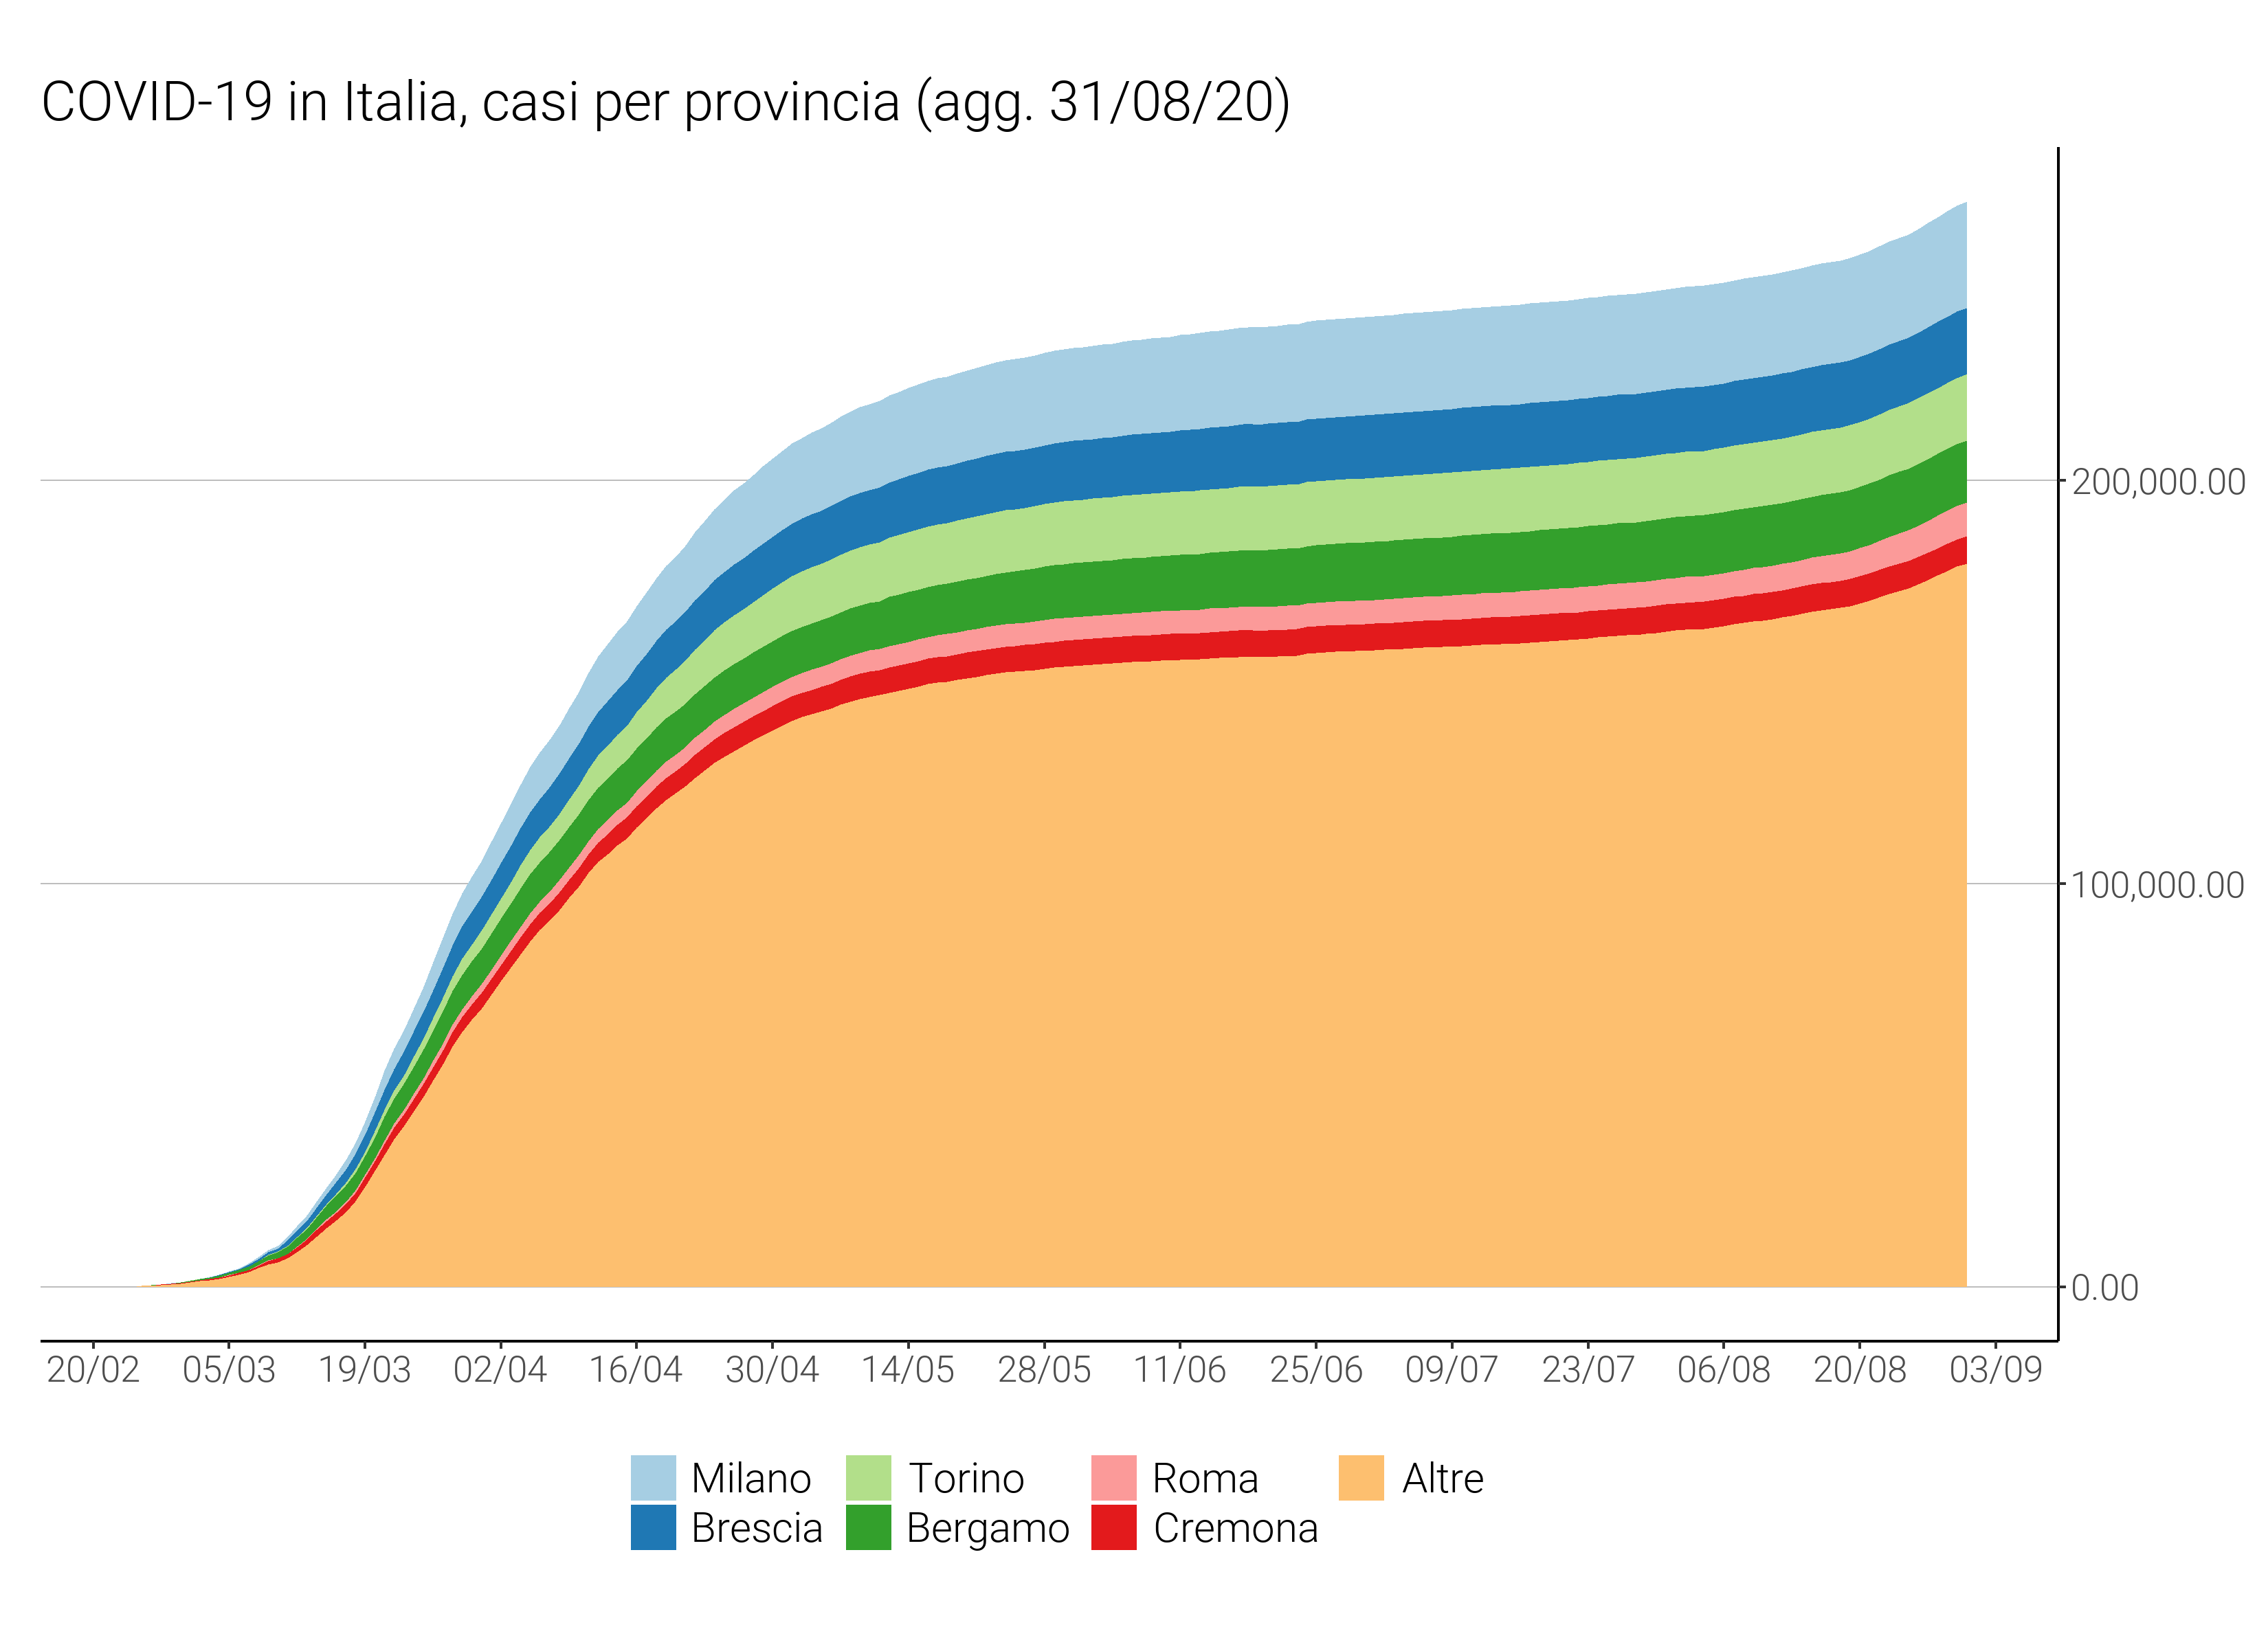 COVID-19 in Italia, casi per provincia (agg. 31/08/20)
200,000.00
100,000.00
0.00
20/02 05/03 19/03 02/04 16/04 30/04 14/05 28/05 11/06 25/06 09/07 23/07 06/08 20/08 03/09
Milano Torino Roma Altre
Brescia Bergamo Cremona